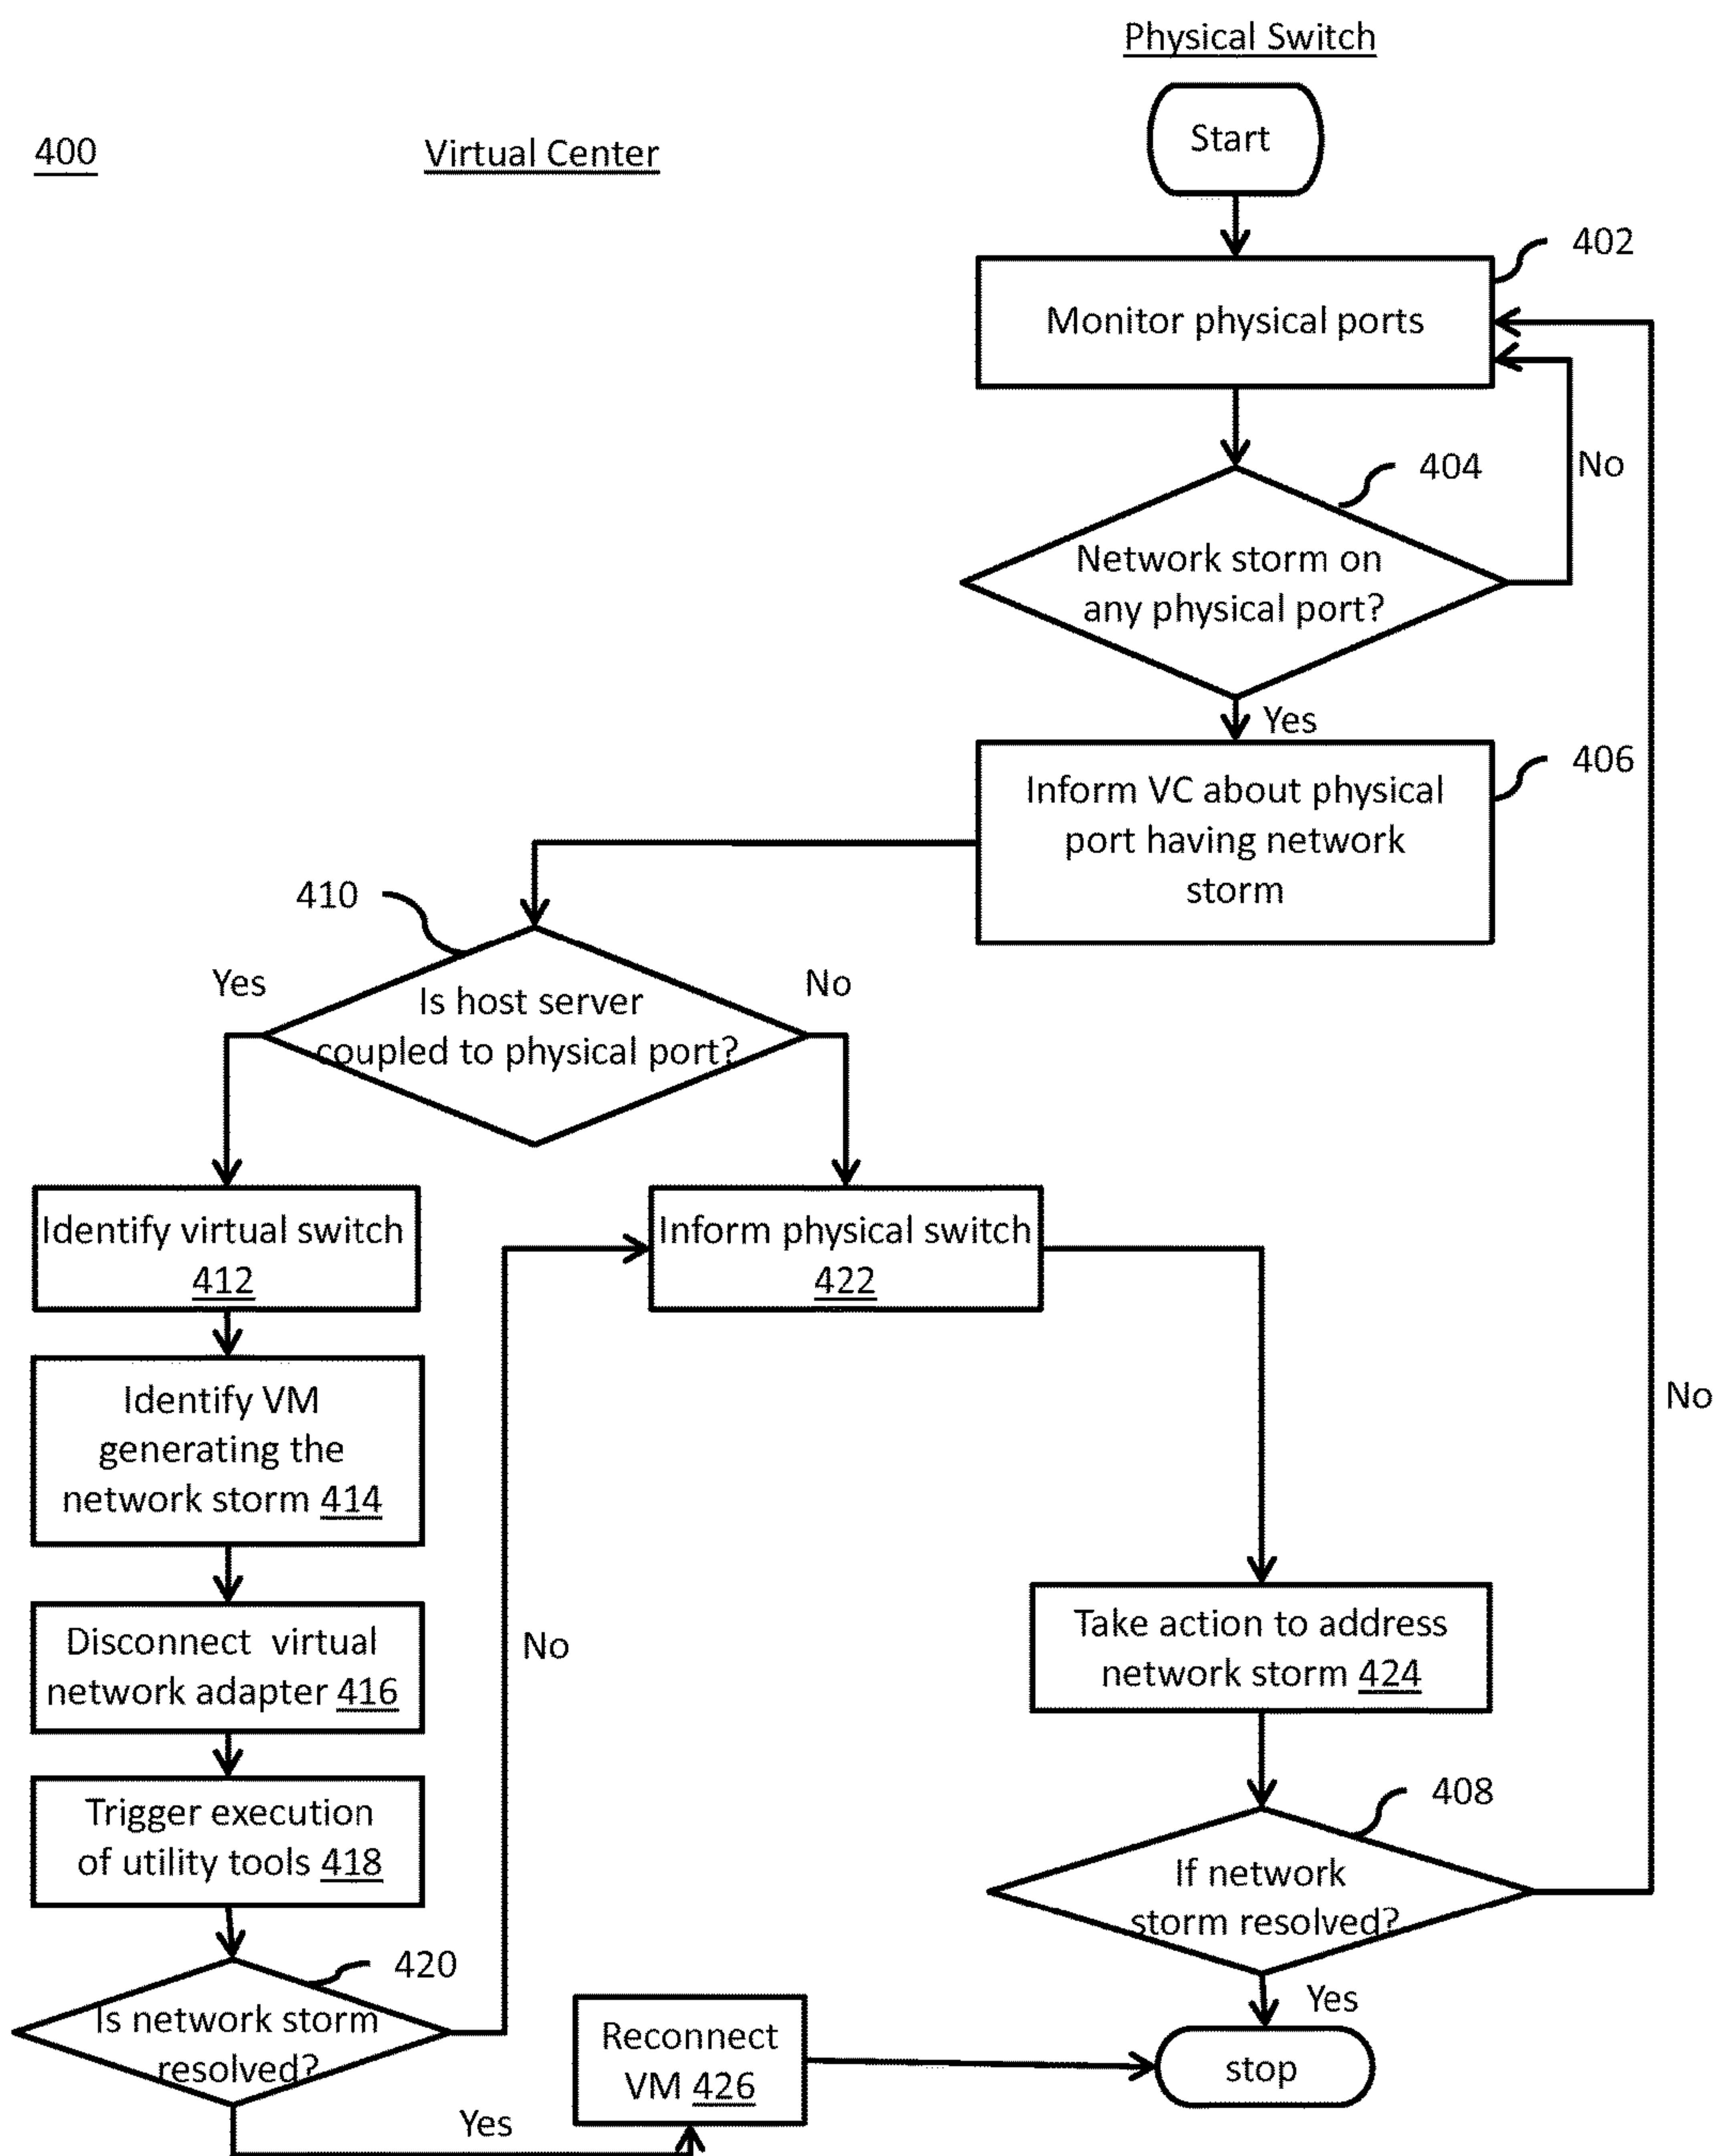 Physical Switch
Start
400
Virtual Center
402
Monitor physical ports
404
No
Network storm on
any physical port?
Yes
406
Inform VC about physical
port having network
storm
410
Yes
No
Is host server
coupled to physical port?
Identify virtual switch
412
Inform physical switch
422
Identify VM
generating the
network storm 414
No
Disconnect virtual
network adapter 416
No
Take action to address
network storm 424
Trigger execution
of utility tools 418
408
If network
storm resolved?
420
Is network storm
resolved?
Yes
Reconnect
VM 426
stop
Yes